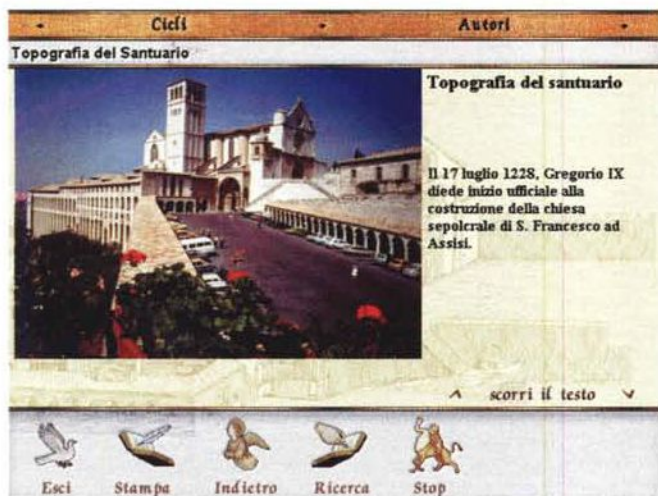 Cicli Autori
Topografia del Santuario
Topografia del santuario
Il 17 luglio 1228, Gregorio IX
diede inizio ufficiale alla
costruzione della chiesa
sepolcrale di S. Francesco ad
Assisi.
scorri il testo
Esci Stampa Indietro Ricerca Stop